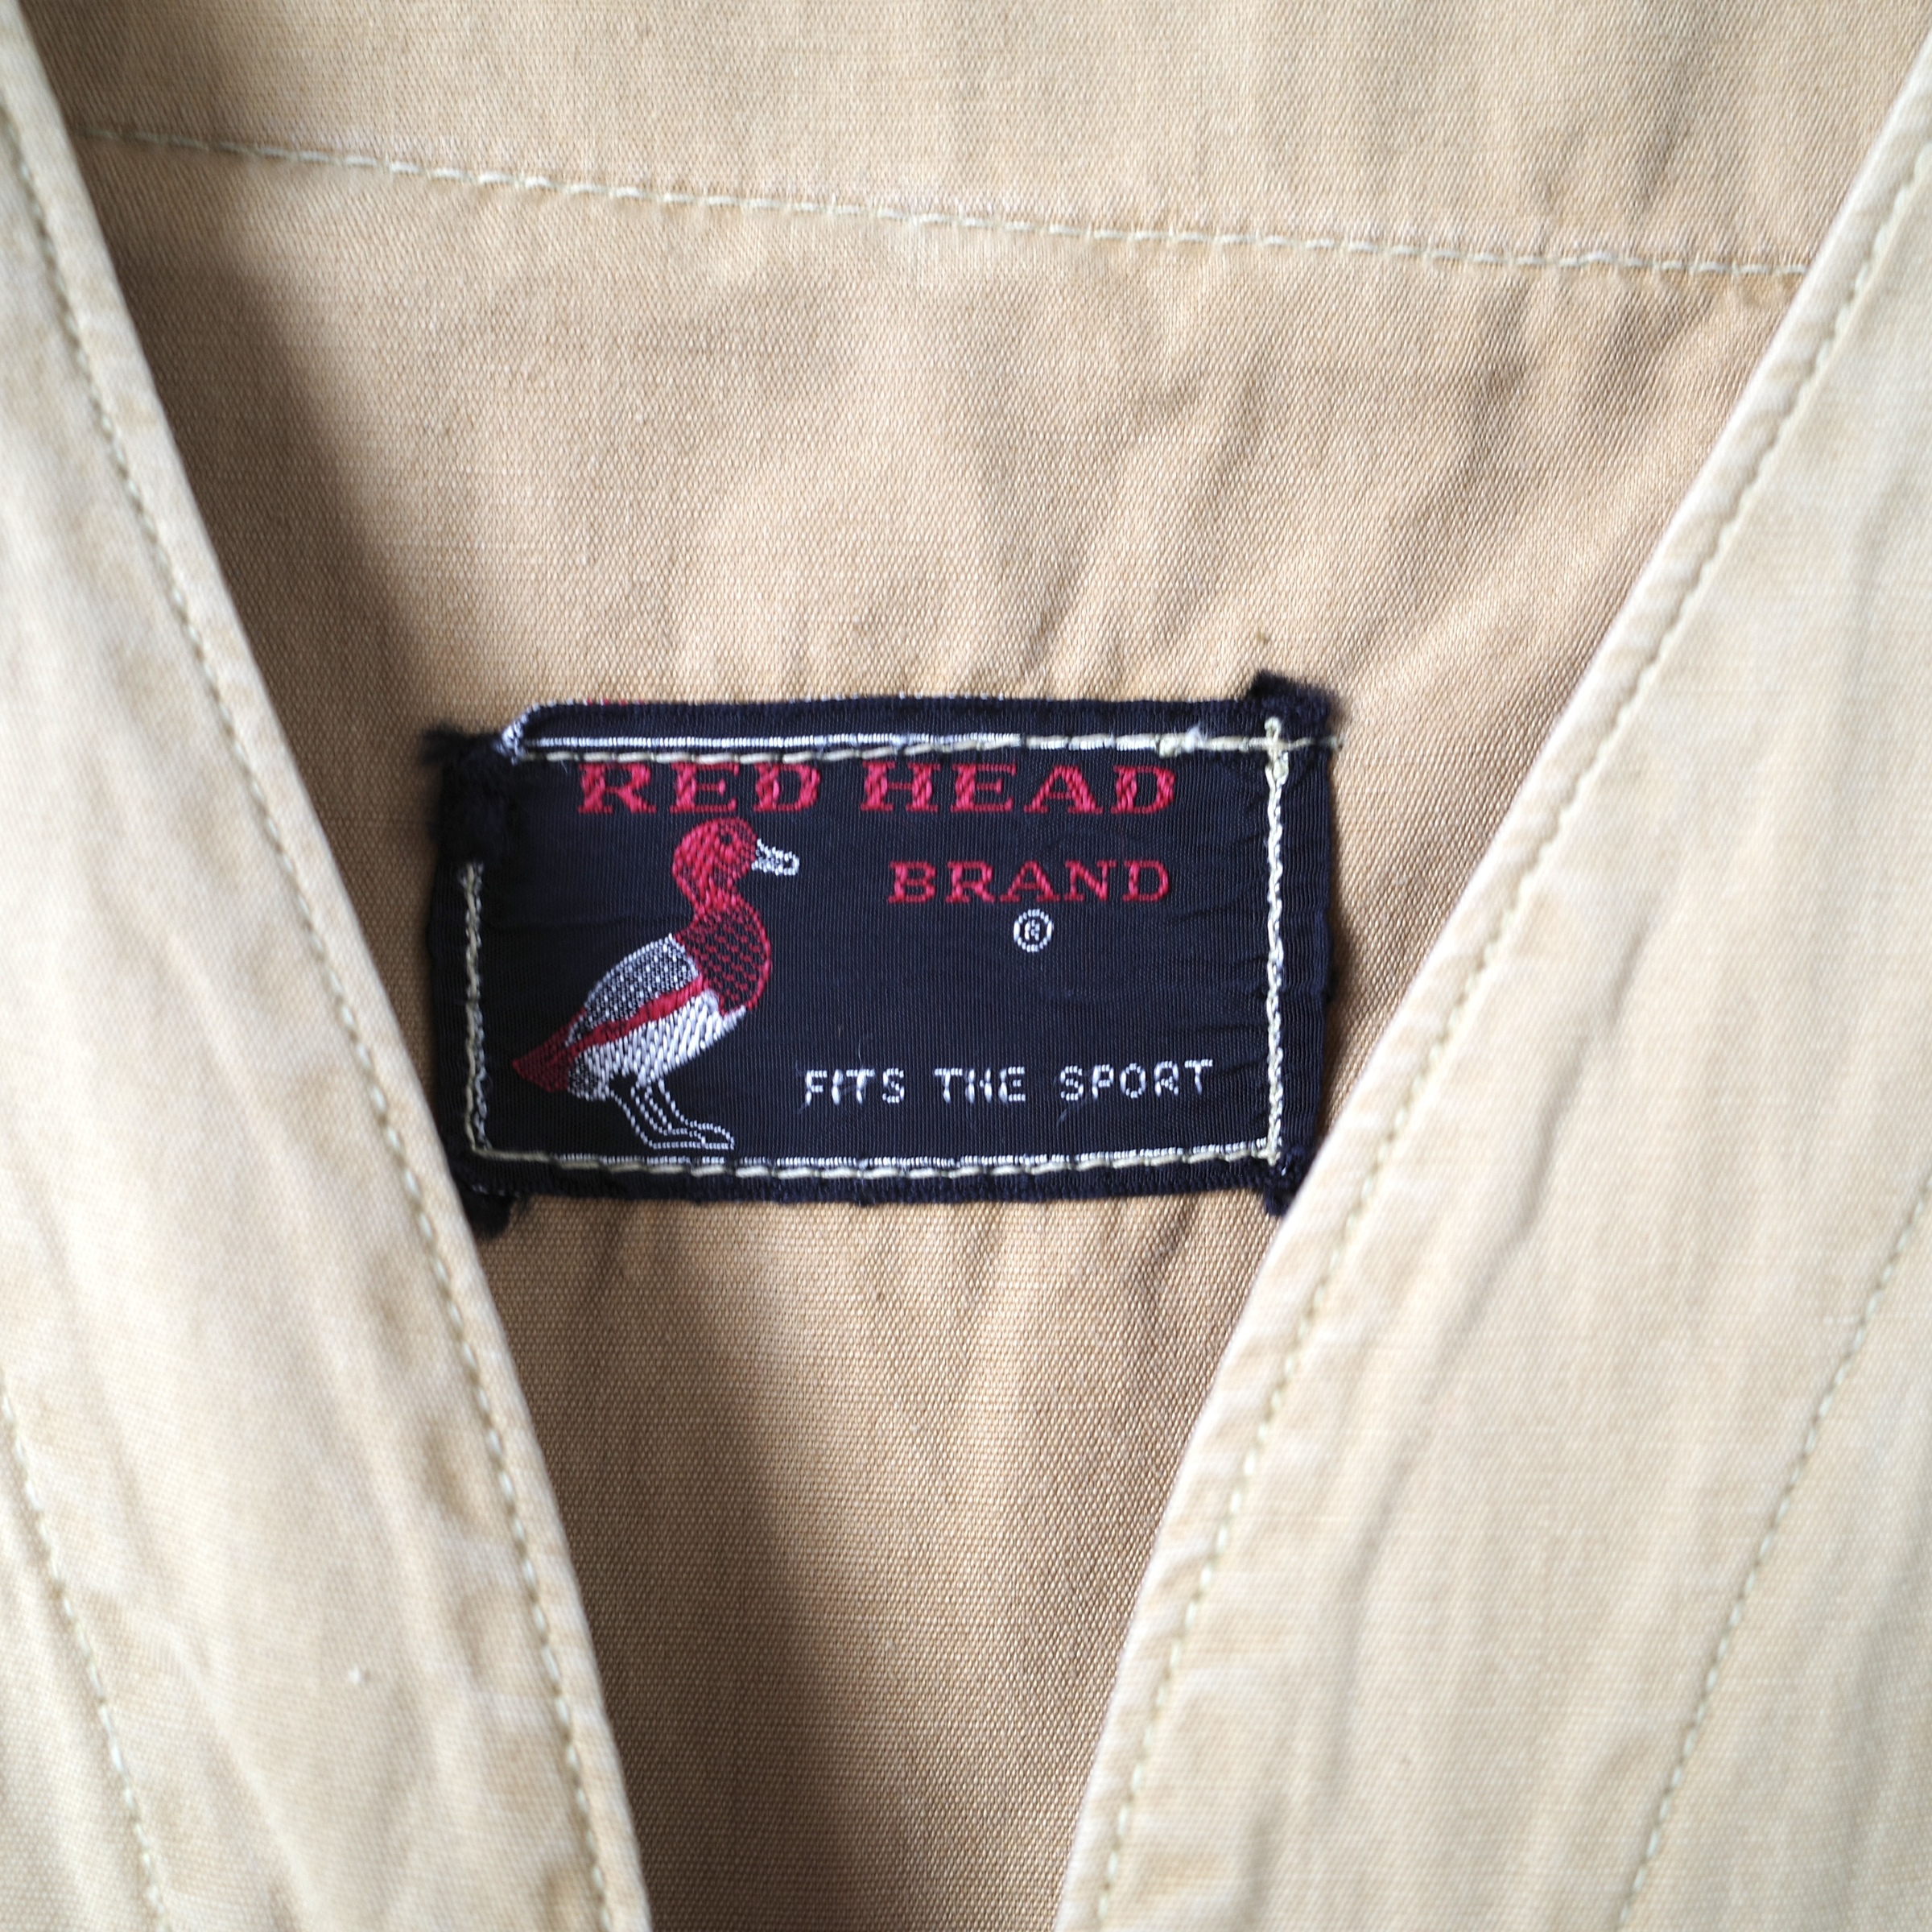 RED HEAD
BRAND
®
FITS THE SPORT